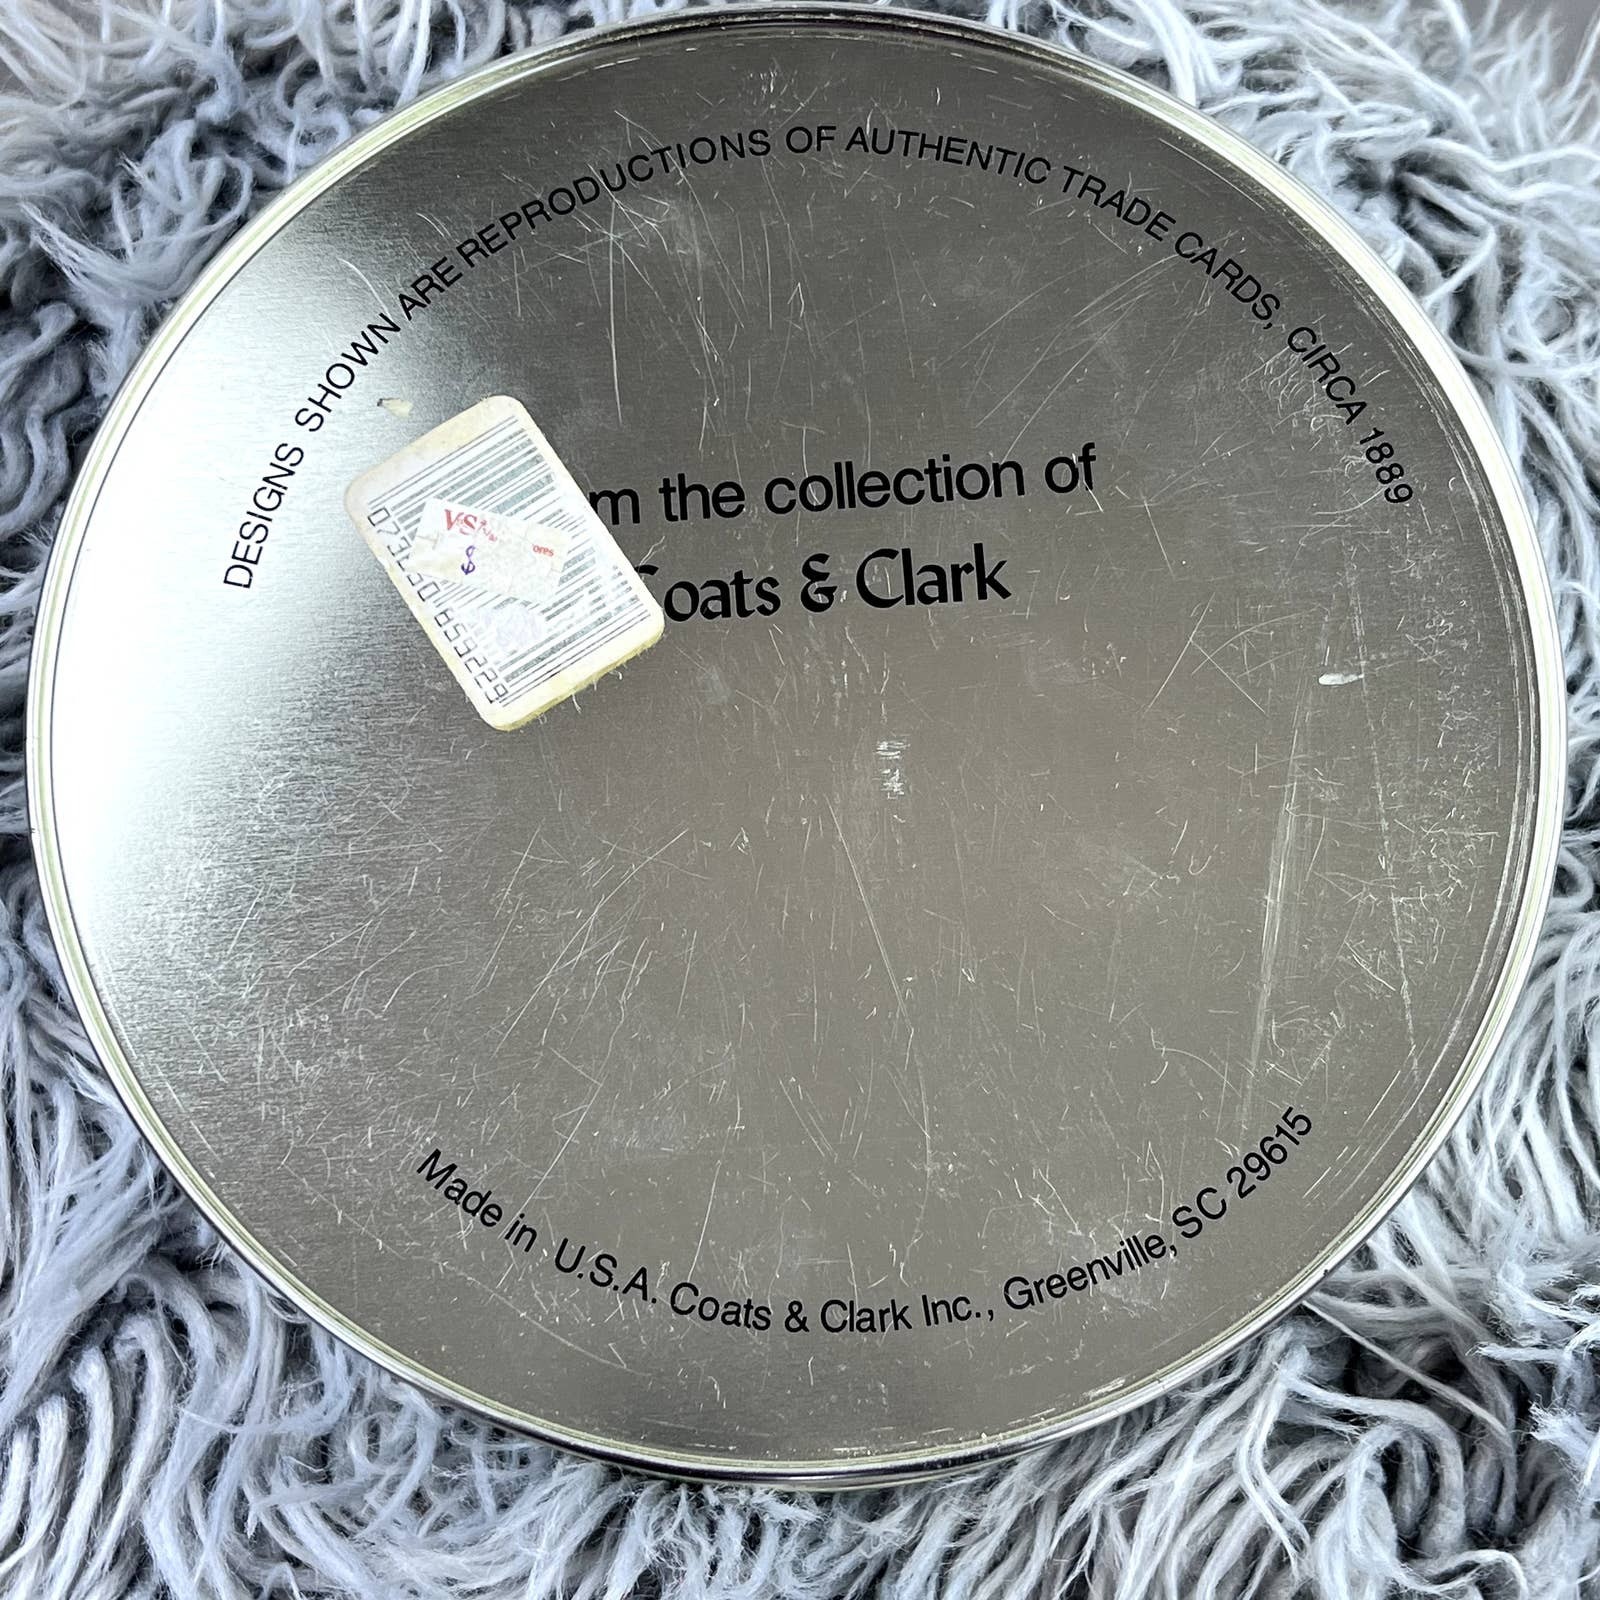 DESIGNS SHOWN ARE REPRODUCTIONS OF AUTHENTIC TRADE CARDS, CIRCA 1889
m the collection of
Coats & Clark
$
Made in U.S.A. Coats & Clark Inc., Greenville, SC 29615